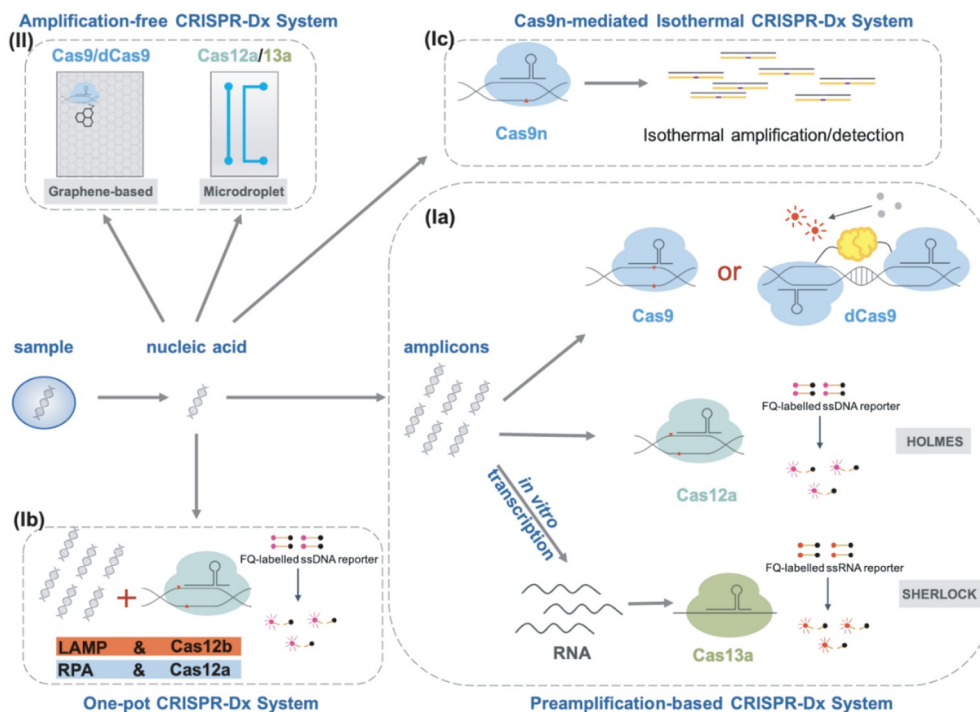 Amplification-free CRISPR-Dx System
(II)
Cas9/dCas9
Cas12a/13a
Graphene-based
Microdroplet
Cas9n-mediated Isothermal CRISPR-Dx System
(Ic)
Cas9n
Isothermal amplification/detection
(Ia)
Cas9
or
dCas9
sample
nucleic acid
amplicons
FQ-labelled ssDNA reporter
HOLMES
Cas12a
in vitro
transcription
FQ-labelled ssRNA reporter
SHERLOCK
RNA
Cas13a
Preamplification-based CRISPR-Dx System
(Ib)
FQ-labelled ssDNA reporter
+
LAMP & Cas12b
RPA & Cas12a
One-pot CRISPR-Dx System